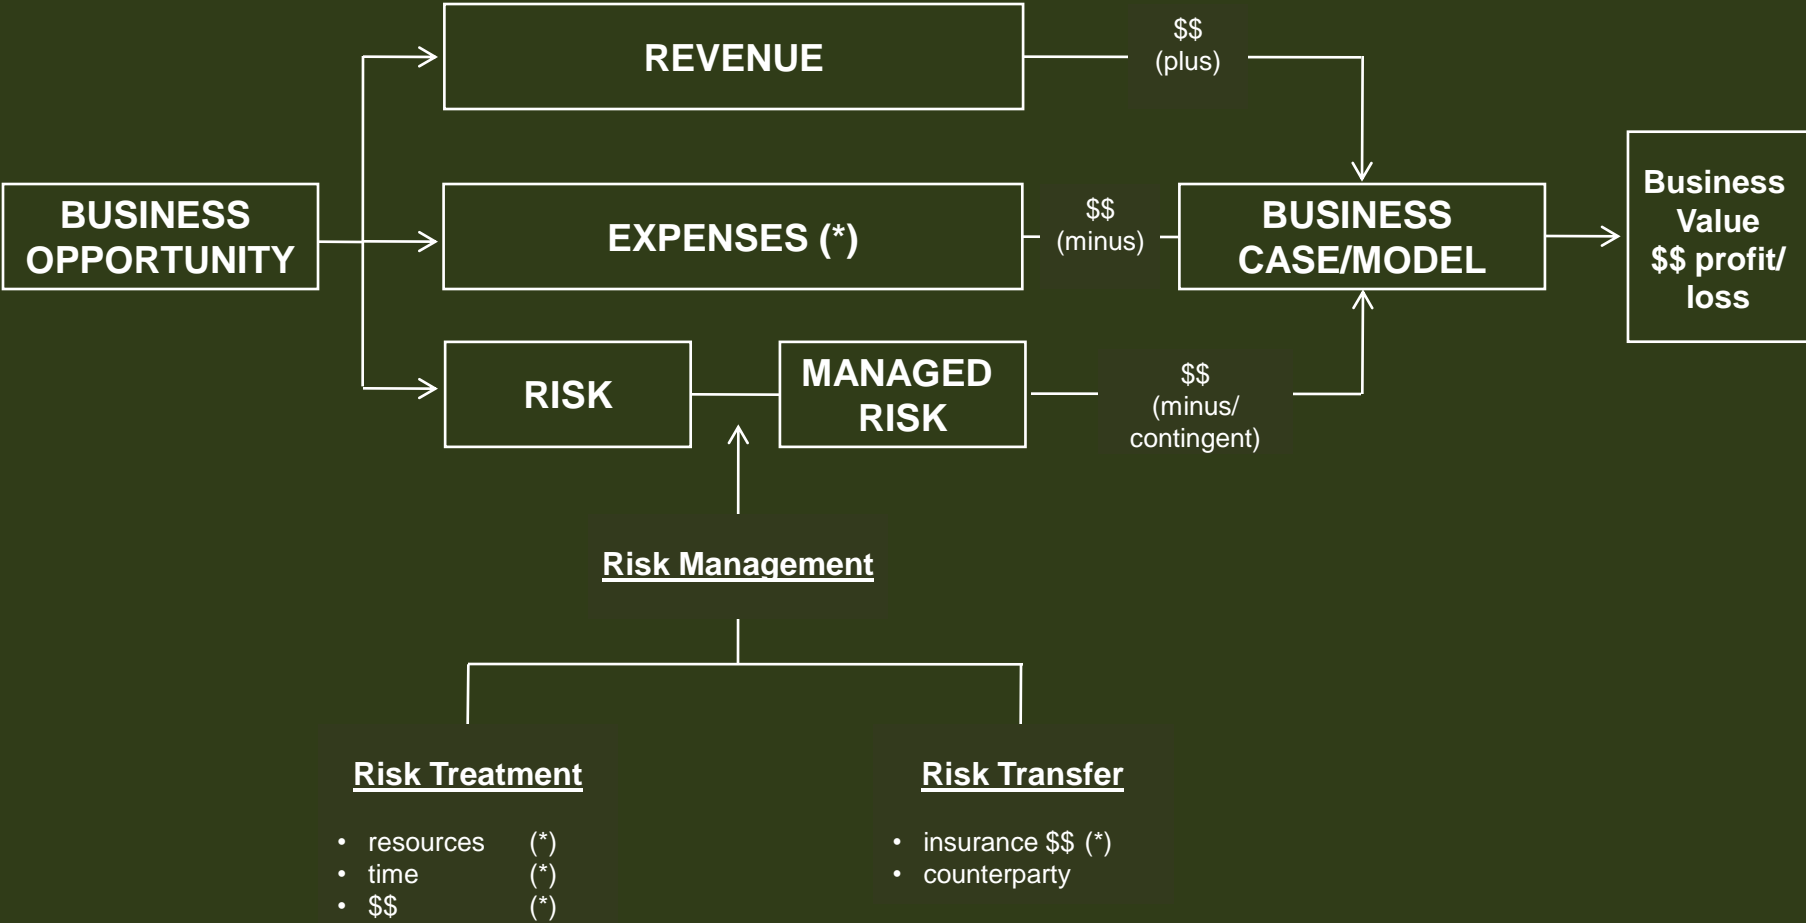 REVENUE
$$
(plus)
BUSINESS
OPPORTUNITY
EXPENSES (*)
$$
(minus)
BUSINESS
CASE/MODEL
Business
Value
$$ profit/
loss
RISK
MANAGED
RISK
$$
(minus/
contingent)
Risk Management
Risk Treatment
• resources (*)
• time (*)
• $$ (*)
Risk Transfer
• insurance $$ (*)
• counterparty